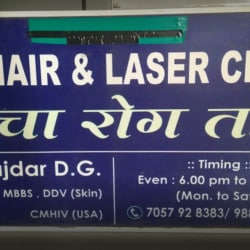 HAIR & LASER C
चा रोग त
jdar D.G.
MBBS, DDV (Skin)
CMHIV (USA)
:: Timing :
Even : 6.00 pm to
(Mon. to Sa
7057 92 8383/ 98